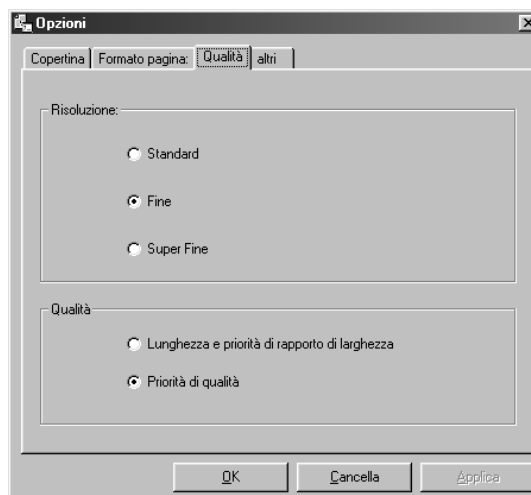 Opzioni
Copertina Formato pagina: Qualità altri
Risoluzione:
Standard
Fine
Super Fine
Qualità
Lunghezza e priorità di rapporto di larghezza
Priorità di qualità
OK Cancella Applica